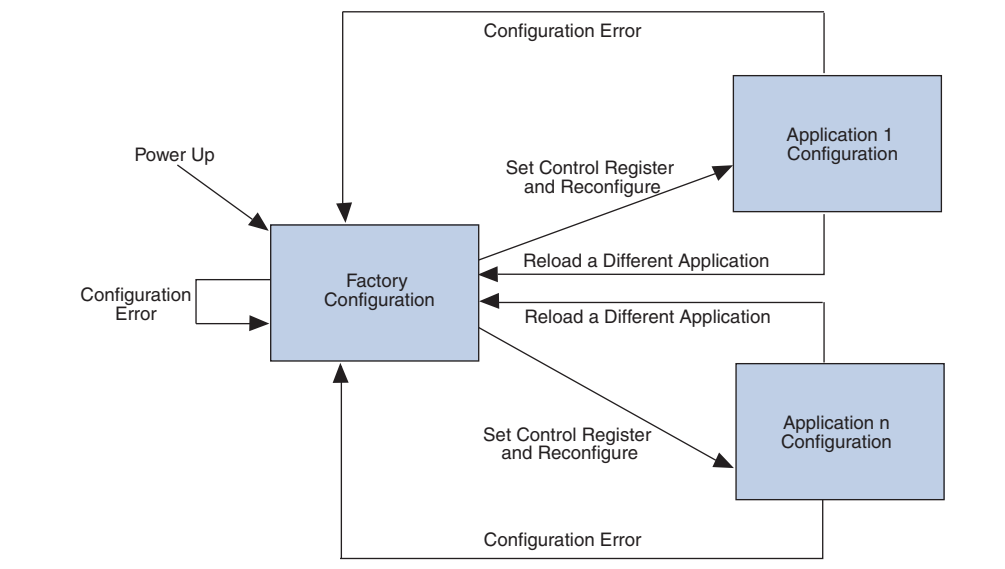 Configuration Error
Application 1
Configuration
Power Up
Set Control Register
and Reconfigure
Reload a Different Application
Factory
Configuration
Configuration
Error
Reload a Different Application
Application n
Configuration
Set Control Register
and Reconfigure
Configuration Error